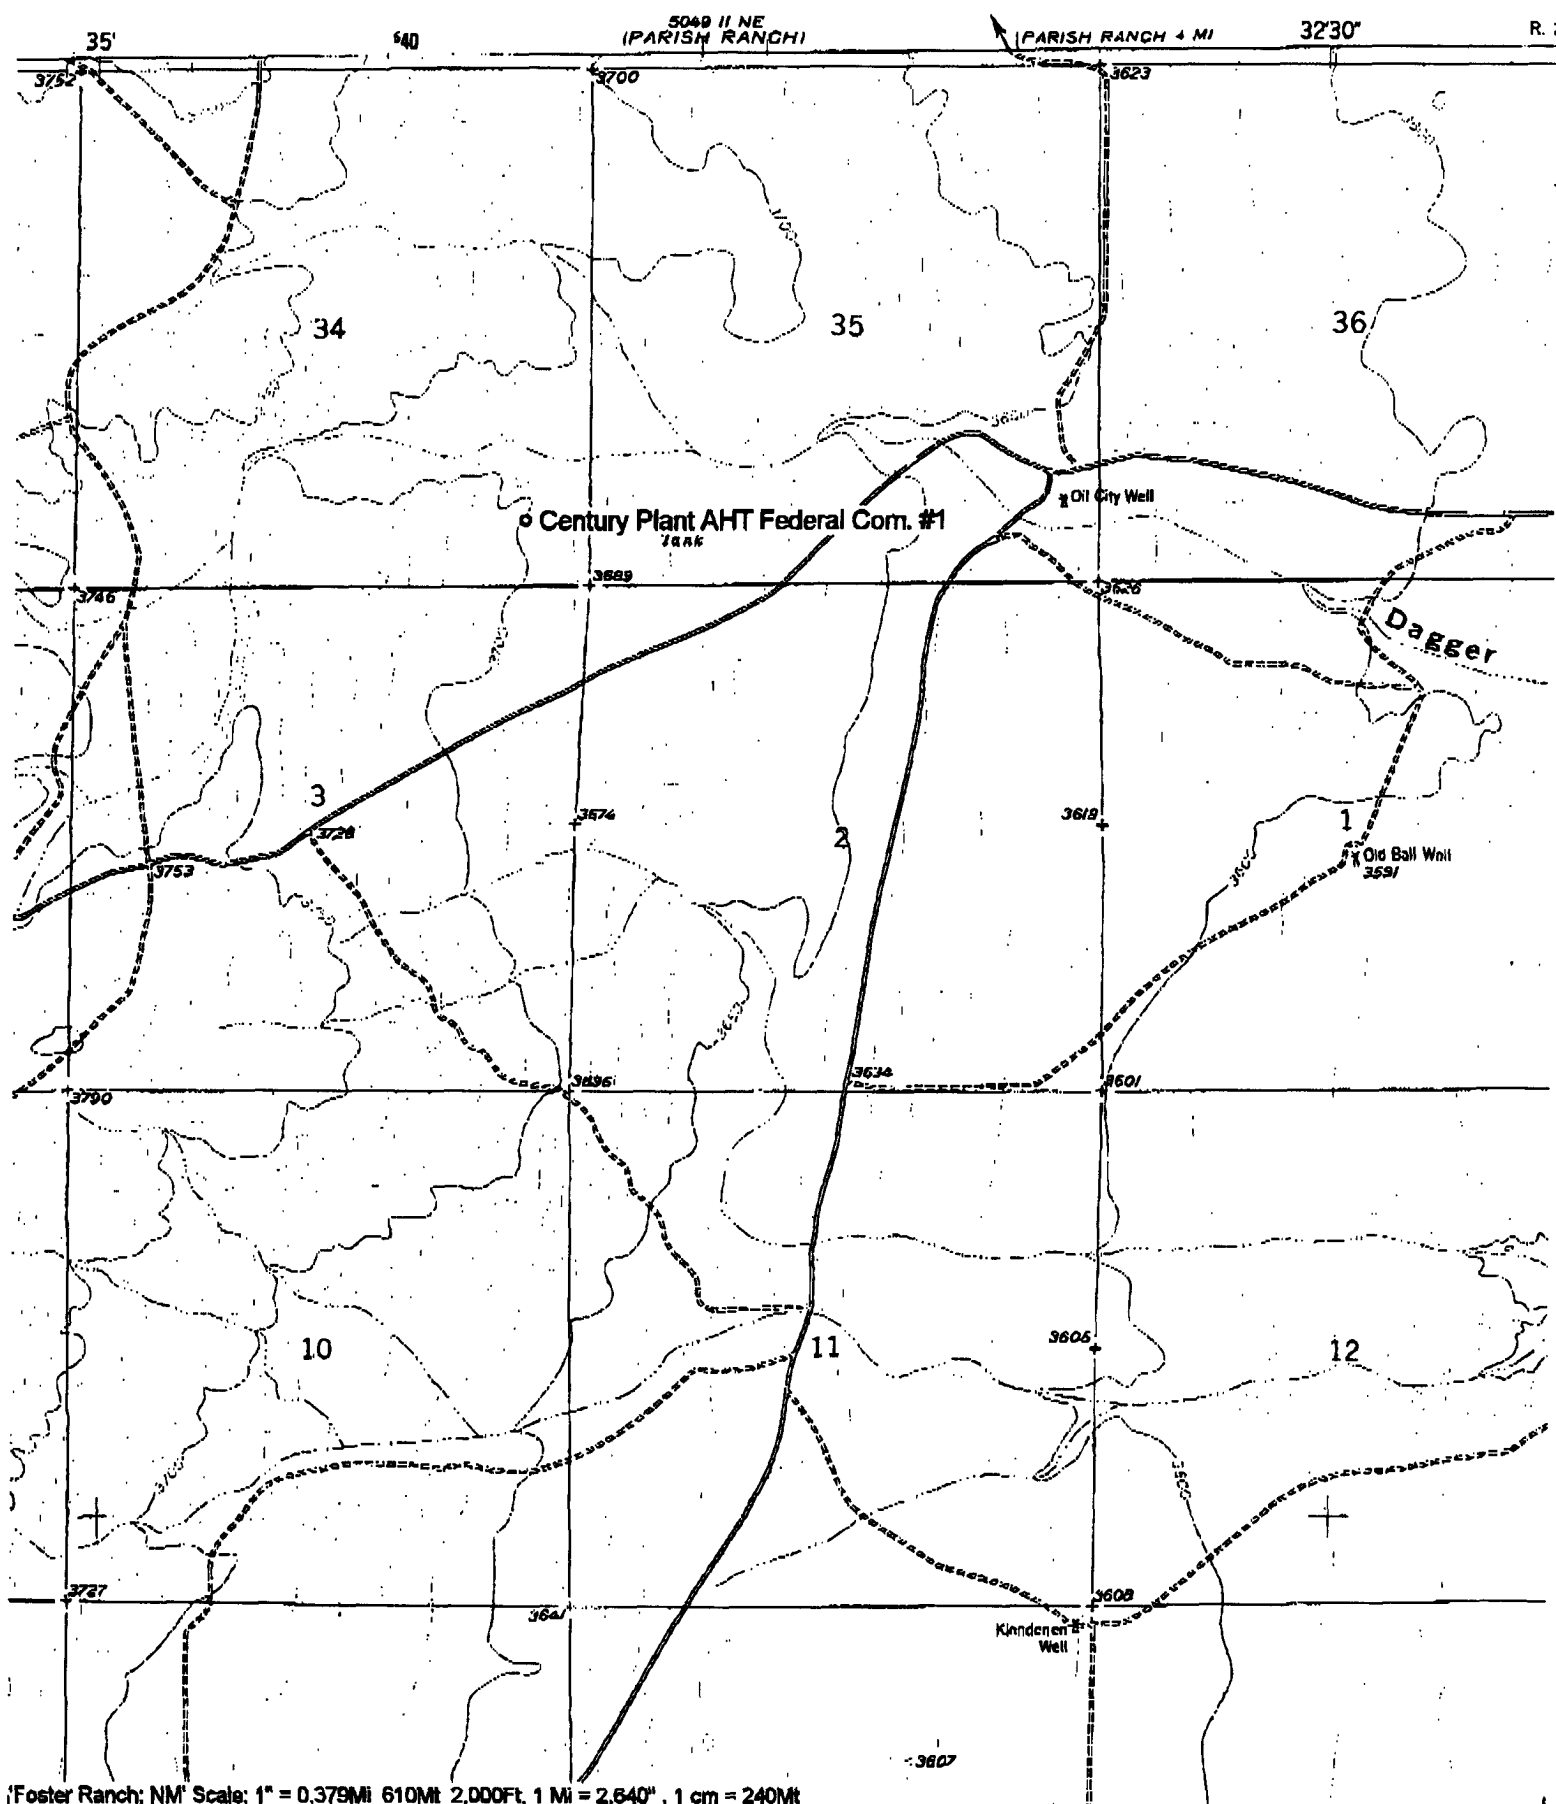 5049 II NE
35' 640 (PARISH RANCH) PARISH RANCH 4 MI 32'30" R.
3752 3700 3623
34 35 36
Oil City Well
Century Plant AHT Federal Com. #1
Tank
3689
3746 3626
Dagger
3
3728 3674 3619
2 1
3753 Old Ball Well
3591
3634
3790 3696 3601
3605
10 11 12
3727 3641 3608
Well
3607
Foster Ranch; NM' Scale: 1" = 0.379Mi 610Mt 2,000Ft, 1 Mi = 2.640" , 1 cm = 240Mt